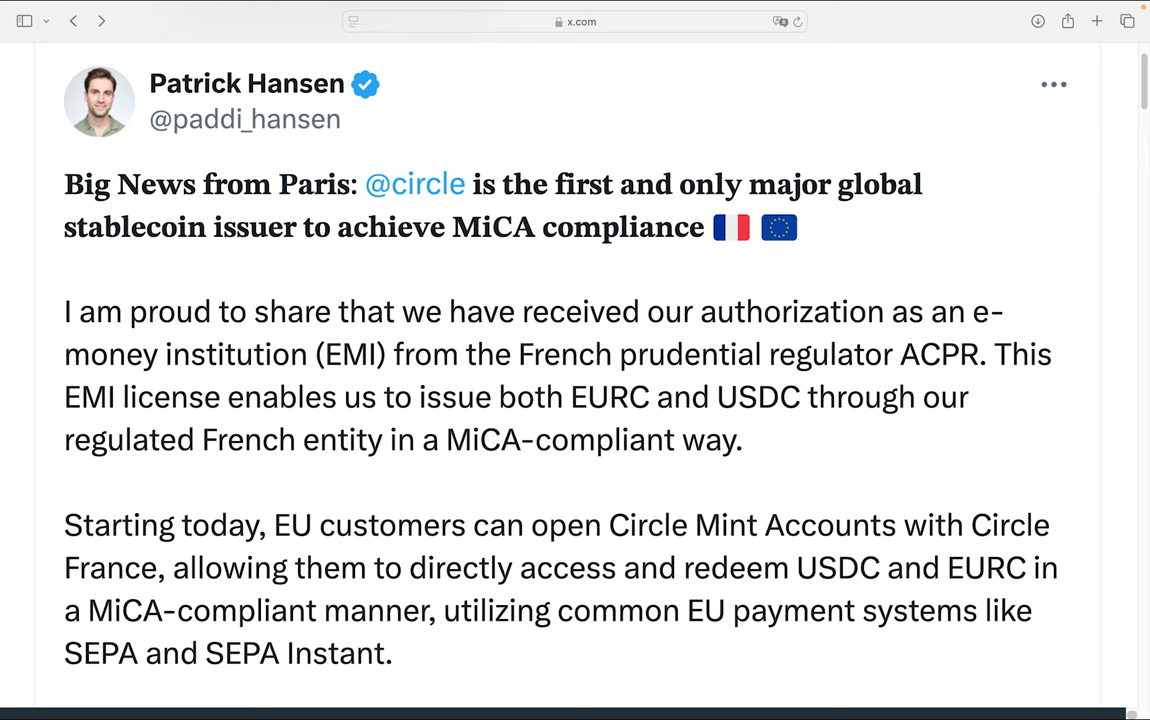 x.com
Patrick Hansen
@paddi_hansen
Big News from Paris: @circle is the first and only major global
stablecoin issuer to achieve MiCA compliance 🇫🇷 🇪🇺
I am proud to share that we have received our authorization as an e-
money institution (EMI) from the French prudential regulator ACPR. This
EMI license enables us to issue both EURC and USDC through our
regulated French entity in a MiCA-compliant way.
Starting today, EU customers can open Circle Mint Accounts with Circle
France, allowing them to directly access and redeem USDC and EURC in
a MiCA-compliant manner, utilizing common EU payment systems like
SEPA and SEPA Instant.